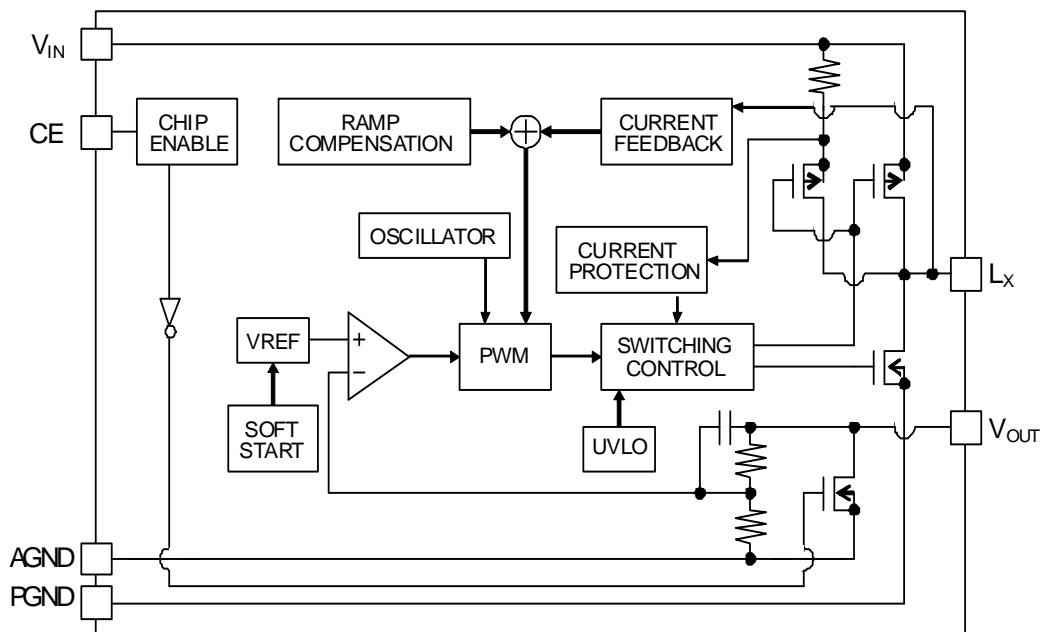 VIN
CE
CHIP
ENABLE
RAMP
COMPENSATION
+
CURRENT
FEEDBACK
OSCILLATOR
CURRENT
PROTECTION
LX
VREF
+
−
PWM
SWITCHING
CONTROL
SOFT
START
UVLO
VOUT
AGND
PGND